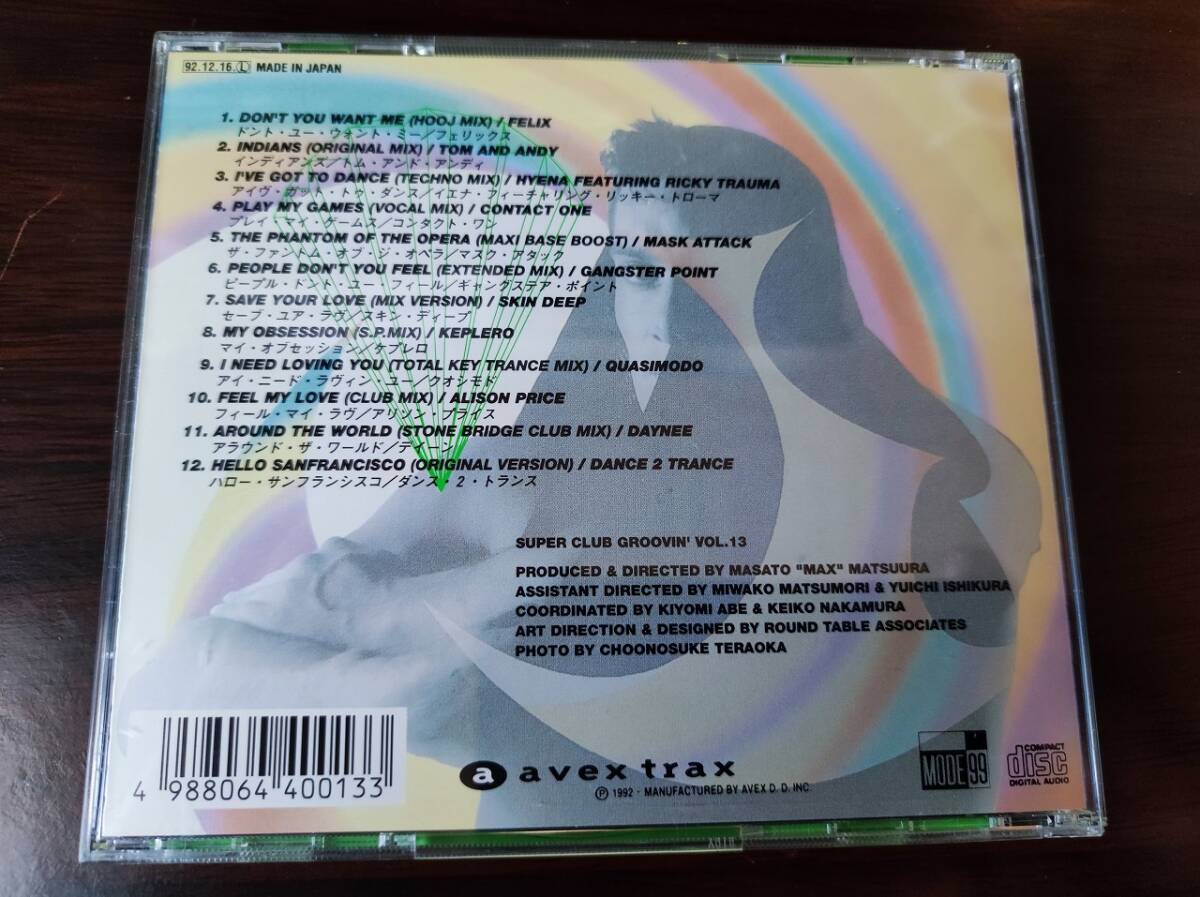 92.12.16.Ⓛ MADE IN JAPAN
1. DON'T YOU WANT ME (HOOJ MIX) / FELIX
ドント・ユー・ウォント・ミー/フェリックス
2. INDIANS (ORIGINAL MIX) / TOM AND ANDY
インディアンズ/トム・アンド・アンディ
3. I'VE GOT TO DANCE (TECHNO MIX) / HYENA FEATURING RICKY TRAUMA
アイヴ・ガット・トゥ・ダンス/イエナ・フィーチャリング・リッキー・トローマ
4. PLAY MY GAMES (VOCAL MIX) / CONTACT ONE
プレイ・マイ・ゲームス/コンタクト・ワン
5. THE PHANTOM OF THE OPERA (MAXI BASE BOOST) / MASK ATTACK
ザ・ファントム・オブ・ジ・オペラ/マスク・アタック
6. PEOPLE DON'T YOU FEEL (EXTENDED MIX) / GANGSTER POINT
ピープル・ドント・ユー・フィール/ギャングステア・ポイント
7. SAVE YOUR LOVE (MIX VERSION) / SKIN DEEP
セーブ・ユア・ラヴ/スキン・ディープ
8. MY OBSESSION (S.P.MIX) / KEPLERO
マイ・オブセッション/ケプレロ
9. I NEED LOVING YOU (TOTAL KEY TRANCE MIX) / QUASIMODO
アイ・ニード・ラヴィン・ユー/クオシモド
10. FEEL MY LOVE (CLUB MIX) / ALISON PRICE
フィール・マイ・ラヴ/アリソン・プライス
11. AROUND THE WORLD (STONE BRIDGE CLUB MIX) / DAYNEE
アラウンド・ザ・ワールド/デイーン
12. HELLO SANFRANCISCO (ORIGINAL VERSION) / DANCE 2 TRANCE
ハロー・サンフランシスコ/ダンス・2・トランス
SUPER CLUB GROOVIN' VOL.13
PRODUCED & DIRECTED BY MASATO "MAX" MATSUURA
ASSISTANT DIRECTED BY MIWAKO MATSUMORI & YUICHI ISHIKURA
COORDINATED BY KIYOMI ABE & KEIKO NAKAMURA
ART DIRECTION & DESIGNED BY ROUND TABLE ASSOCIATES
PHOTO BY CHOONOSUKE TERAOKA
4 988064 400133
a avex trax
Ⓟ 1992 · MANUFACTURED BY AVEX D. D. INC.
MODE 99
COMPACT disc DIGITAL AUDIO